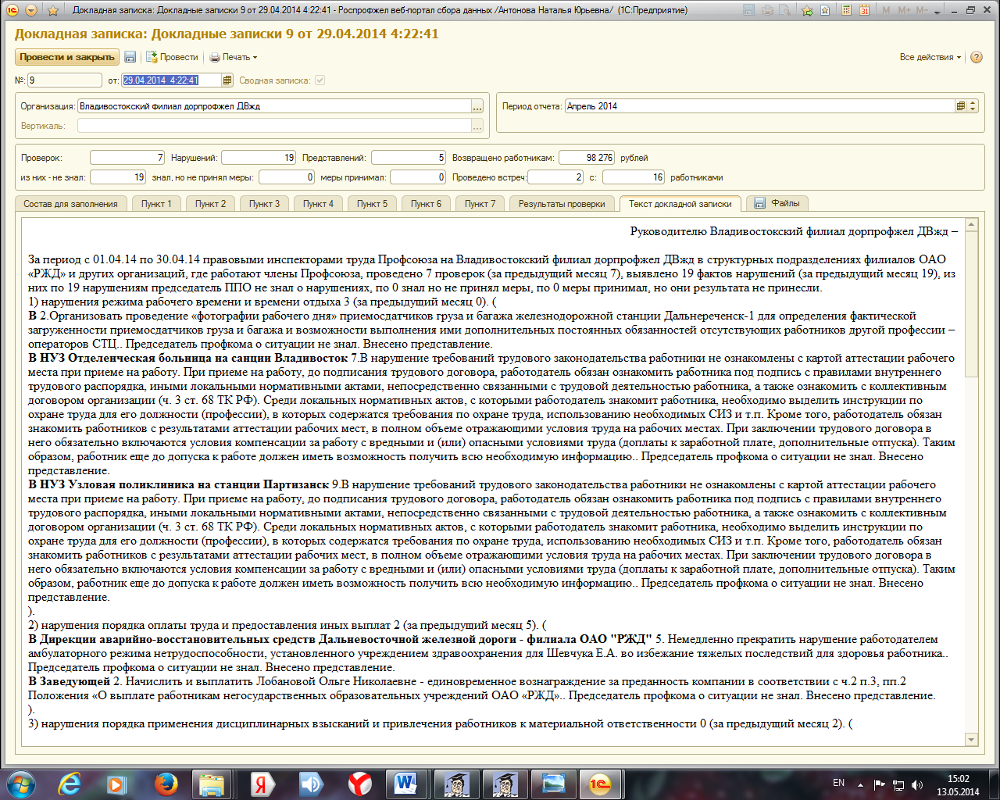 Докладная записка: Докладные записки 9 от 29.04.2014 4:22:41 - Роспрофжел веб-портал сбора данных /Антонова Наталья Юрьевна/ (1С:Предприятие)
M M+ M-
31
Докладная записка: Докладные записки 9 от 29.04.2014 4:22:41
Провести и закрыть Провести Печать Все действия ?
№: 9 от: 29.04.2014 4:22:41 Сводная записка:
Организация: Владивостокский филиал дорпрофжел ДВжд ... Период отчета: Апрель 2014
Вертикаль: ...
Проверок: 7 Нарушений: 19 Представлений: 5 Возвращено работникам: 98 276 рублей
из них - не знал: 19 знал, но не принял меры: 0 меры принимал: 0 Проведено встреч: 2 с: 16 работниками
Состав для заполнения Пункт 1 Пункт 2 Пункт 3 Пункт 4 Пункт 5 Пункт 6 Пункт 7 Результаты проверки Текст докладной записки Файлы
Руководителю Владивостокский филиал дорпрофжел ДВжд –
За период с 01.04.14 по 30.04.14 правовыми инспекторами труда Профсоюза на Владивостокский филиал дорпрофжел ДВжд в структурных подразделениях филиалов ОАО
«РЖД» и других организаций, где работают члены Профсоюза, проведено 7 проверок (за предыдущий месяц 7), выявлено 19 фактов нарушений (за предыдущий месяц 19), из
них по 19 нарушениям председатель ППО не знал о нарушениях, по 0 знал но не принял меры, по 0 меры принимал, но они результата не принесли.
1) нарушения режима рабочего времени и времени отдыха 3 (за предыдущий месяц 0). (
В 2.Организовать проведение «фотографии рабочего дня» приемосдатчиков груза и багажа железнодорожной станции Дальнереченск-1 для определения фактической
загруженности приемосдатчиков груза и багажа и возможности выполнения ими дополнительных постоянных обязанностей отсутствующих работников другой профессии –
операторов СТЦ.. Председатель профкома о ситуации не знал. Внесено представление.
В НУЗ Отделенческая больница на санции Владивосток 7.В нарушение требований трудового законодательства работники не ознакомлены с картой аттестации рабочего
места при приеме на работу. При приеме на работу, до подписания трудового договора, работодатель обязан ознакомить работника под подпись с правилами внутреннего
трудового распорядка, иными локальными нормативными актами, непосредственно связанными с трудовой деятельностью работника, а также ознакомить с коллективным
договором организации (ч. 3 ст. 68 ТК РФ). Среди локальных нормативных актов, с которыми работодатель знакомит работника, необходимо выделить инструкции по
охране труда для его должности (профессии), в которых содержатся требования по охране труда, использованию необходимых СИЗ и т.п. Кроме того, работодатель обязан
знакомить работников с результатами аттестации рабочих мест, в полном объеме отражающими условия труда на рабочих местах. При заключении трудового договора в
него обязательно включаются условия компенсации за работу с вредными и (или) опасными условиями труда (доплаты к заработной плате, дополнительные отпуска). Таким
образом, работник еще до допуска к работе должен иметь возможность получить всю необходимую информацию.. Председатель профкома о ситуации не знал. Внесено
представление.
В НУЗ Узловая поликлиника на станции Партизанск 9.В нарушение требований трудового законодательства работники не ознакомлены с картой аттестации рабочего
места при приеме на работу. При приеме на работу, до подписания трудового договора, работодатель обязан ознакомить работника под подпись с правилами внутреннего
трудового распорядка, иными локальными нормативными актами, непосредственно связанными с трудовой деятельностью работника, а также ознакомить с коллективным
договором организации (ч. 3 ст. 68 ТК РФ). Среди локальных нормативных актов, с которыми работодатель знакомит работника, необходимо выделить инструкции по
охране труда для его должности (профессии), в которых содержатся требования по охране труда, использованию необходимых СИЗ и т.п. Кроме того, работодатель обязан
знакомить работников с результатами аттестации рабочих мест, в полном объеме отражающими условия труда на рабочих местах. При заключении трудового договора в
него обязательно включаются условия компенсации за работу с вредными и (или) опасными условиями труда (доплаты к заработной плате, дополнительные отпуска). Таким
образом, работник еще до допуска к работе должен иметь возможность получить всю необходимую информацию.. Председатель профкома о ситуации не знал. Внесено
представление.
).
2) нарушения порядка оплаты труда и предоставления иных выплат 2 (за предыдущий месяц 5). (
В Дирекции аварийно-восстановительных средств Дальневосточной железной дороги - филиала ОАО "РЖД" 5. Немедленно прекратить нарушение работодателем
амбулаторного режима нетрудоспособности, установленного учреждением здравоохранения для Шевчука Е.А. во избежание тяжелых последствий для здоровья работника..
Председатель профкома о ситуации не знал. Внесено представление.
В Заведующей 2. Начислить и выплатить Лобановой Ольге Николаевне - единовременное вознаграждение за преданность компании в соответствии с ч.2 п.3, пп.2
Положения «О выплате работникам негосударственных образовательных учреждений ОАО «РЖД».. Председатель профкома о ситуации не знал. Внесено представление.
).
3) нарушения порядка применения дисциплинарных взысканий и привлечения работников к материальной ответственности 0 (за предыдущий месяц 2). (
EN 15:02
13.05.2014